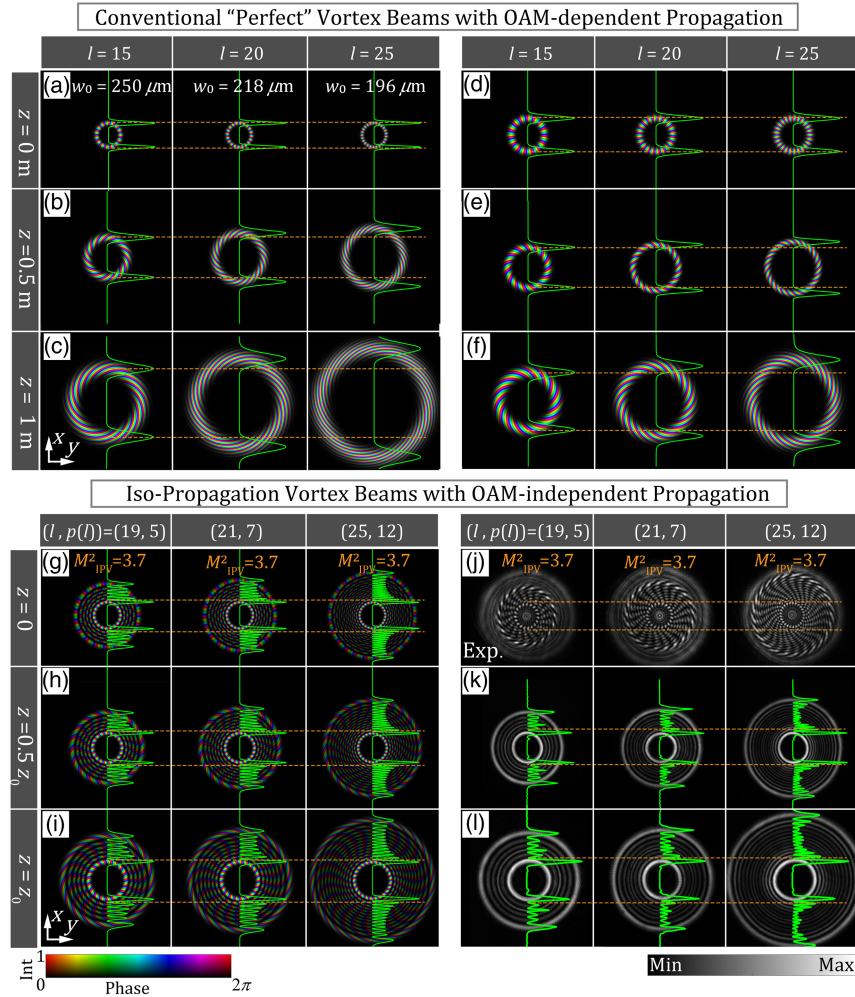 Conventional “Perfect” Vortex Beams with OAM-dependent Propagation
l = 15 l = 20 l = 25 l = 15 l = 20 l = 25
z = 0 m
(a) w₀ = 250 μm w₀ = 218 μm w₀ = 196 μm (d)
z=0.5 m
(b) (e)
z = 1 m
(c) (f)
x y
Iso-Propagation Vortex Beams with OAM-independent Propagation
(l , p(l))=(19, 5) (21, 7) (25, 12) (l , p(l))=(19, 5) (21, 7) (25, 12)
z = 0
(g) M²IPV=3.7 M²IPV=3.7 M²IPV=3.7 (j) M²IPV=3.7 M²IPV=3.7 M²IPV=3.7
Exp.
z=0.5 z₀
(h) (k)
z=z₀
(i) (l)
x y
Int 1 0 Phase 2π
Min Max